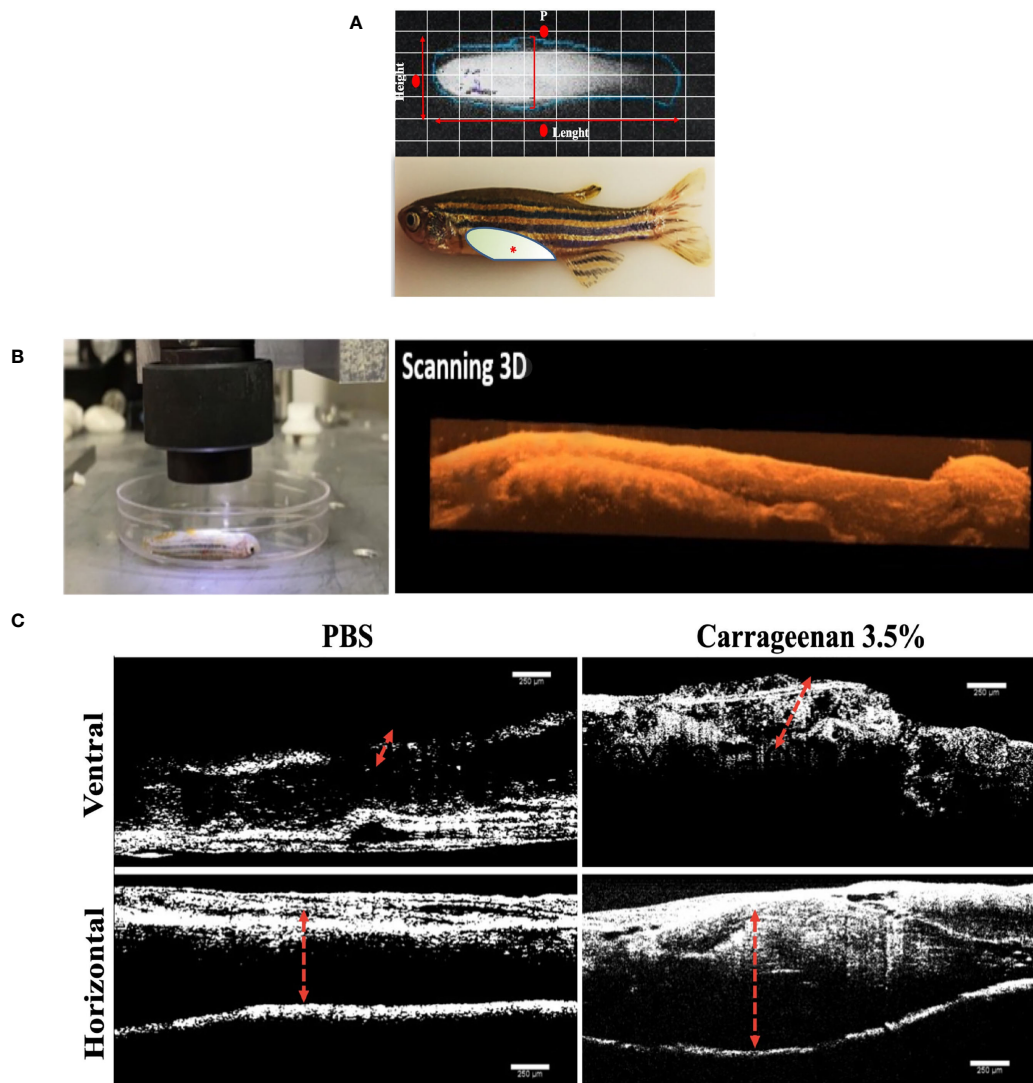 A
P
Height
Lenght
*
B
Scanning 3D
C
PBS
Carrageenan 3.5%
Ventral
250 µm
250 µm
Horizontal
250 µm
250 µm